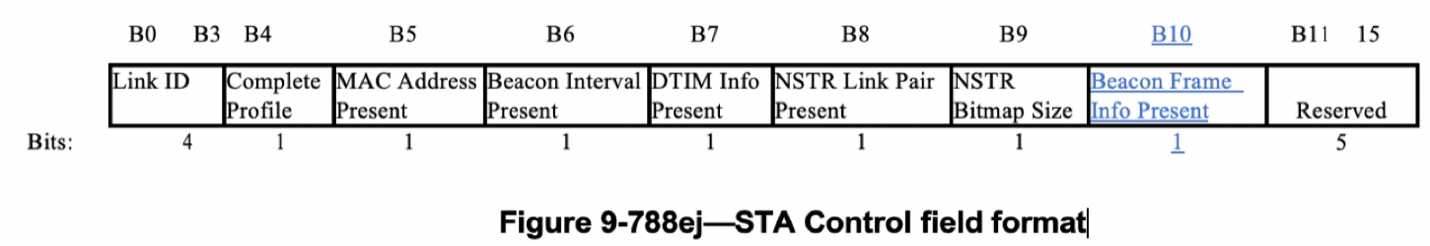 B0 B3 B4 B5 B6 B7 B8 B9 B10 B11 15
Link ID Complete MAC Address Beacon Interval DTIM Info NSTR Link Pair NSTR Beacon Frame
Profile Present Present Present Present Bitmap Size Info Present Reserved
Bits: 4 1 1 1 1 1 1 1 5
Figure 9-788ej—STA Control field format